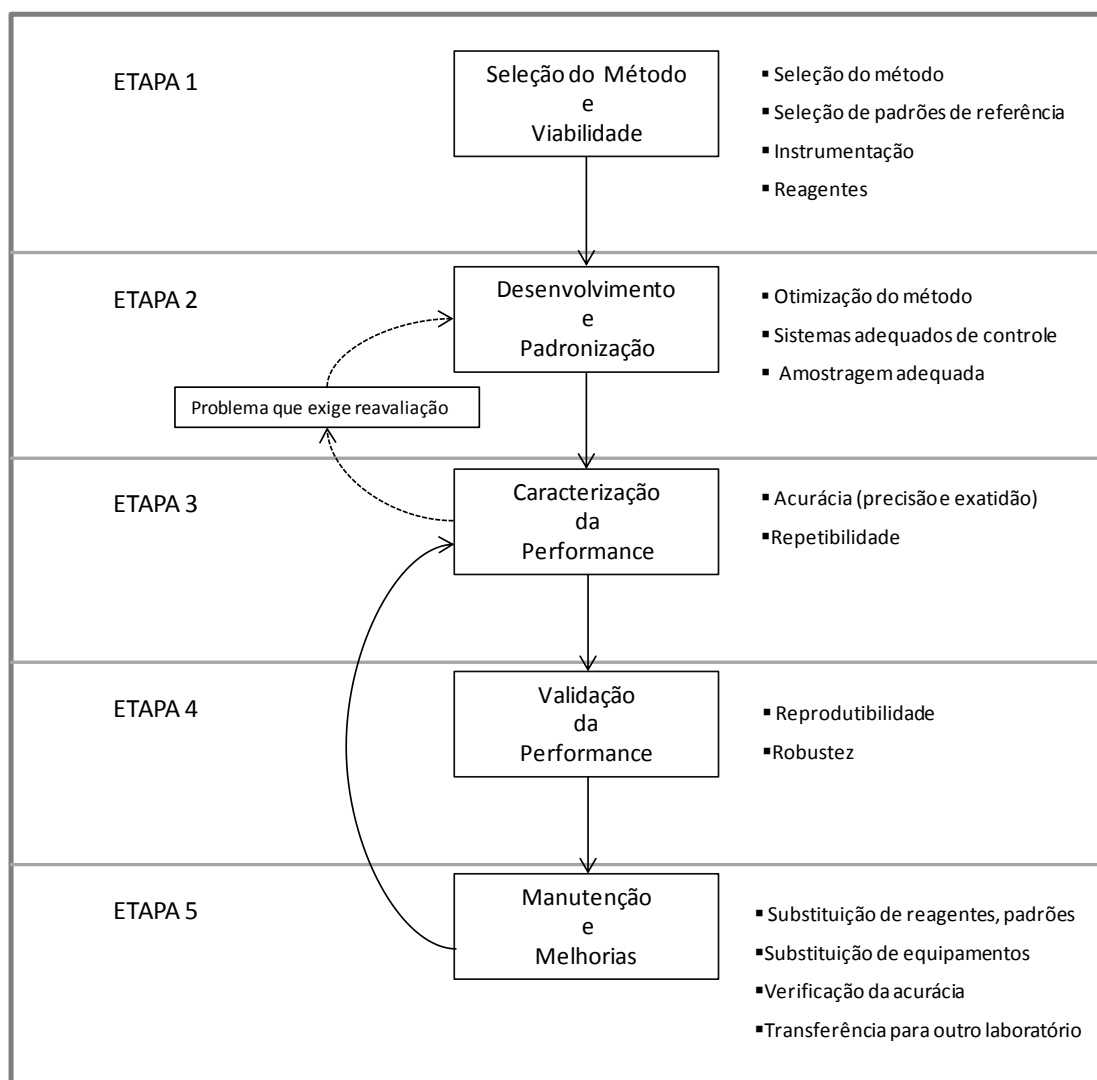 ETAPA 1
Seleção do Método
e
Viabilidade
▪ Seleção do método
▪ Seleção de padrões de referência
▪ Instrumentação
▪ Reagentes
ETAPA 2
Desenvolvimento
e
Padronização
▪ Otimização do método
▪ Sistemas adequados de controle
▪ Amostragem adequada
Problema que exige reavaliação
ETAPA 3
Caracterização
da
Performance
▪ Acurácia (precisão e exatidão)
▪Repetibilidade
ETAPA 4
Validação
da
Performance
▪ Reprodutibilidade
▪Robustez
ETAPA 5
Manutenção
e
Melhorias
▪ Substituição de reagentes, padrões
▪Substituição de equipamentos
▪Verificação da acurácia
▪Transferência para outro laboratório